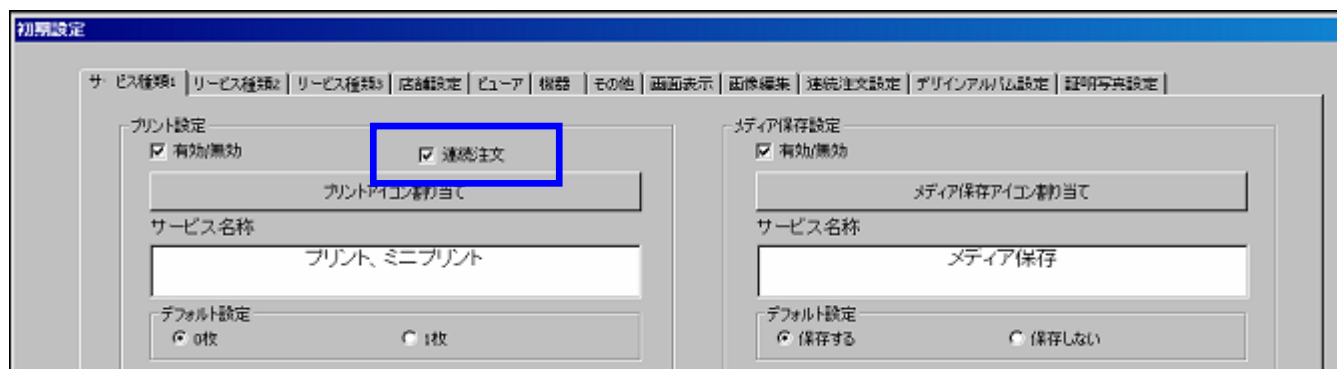 初期設定
サービス種類1 サービス種類2 サービス種類3 店舗設定 ビューア 機器 その他 画面表示 画像編集 連続注文設定 デザインアルバム設定 証明写真設定
プリント設定
有効/無効 連続注文
プリントアイコン割り当て
サービス名称
プリント、ミニプリント
デフォルト設定
0枚 1枚
メディア保存設定
有効/無効
メディア保存アイコン割り当て
サービス名称
メディア保存
デフォルト設定
保存する 保存しない